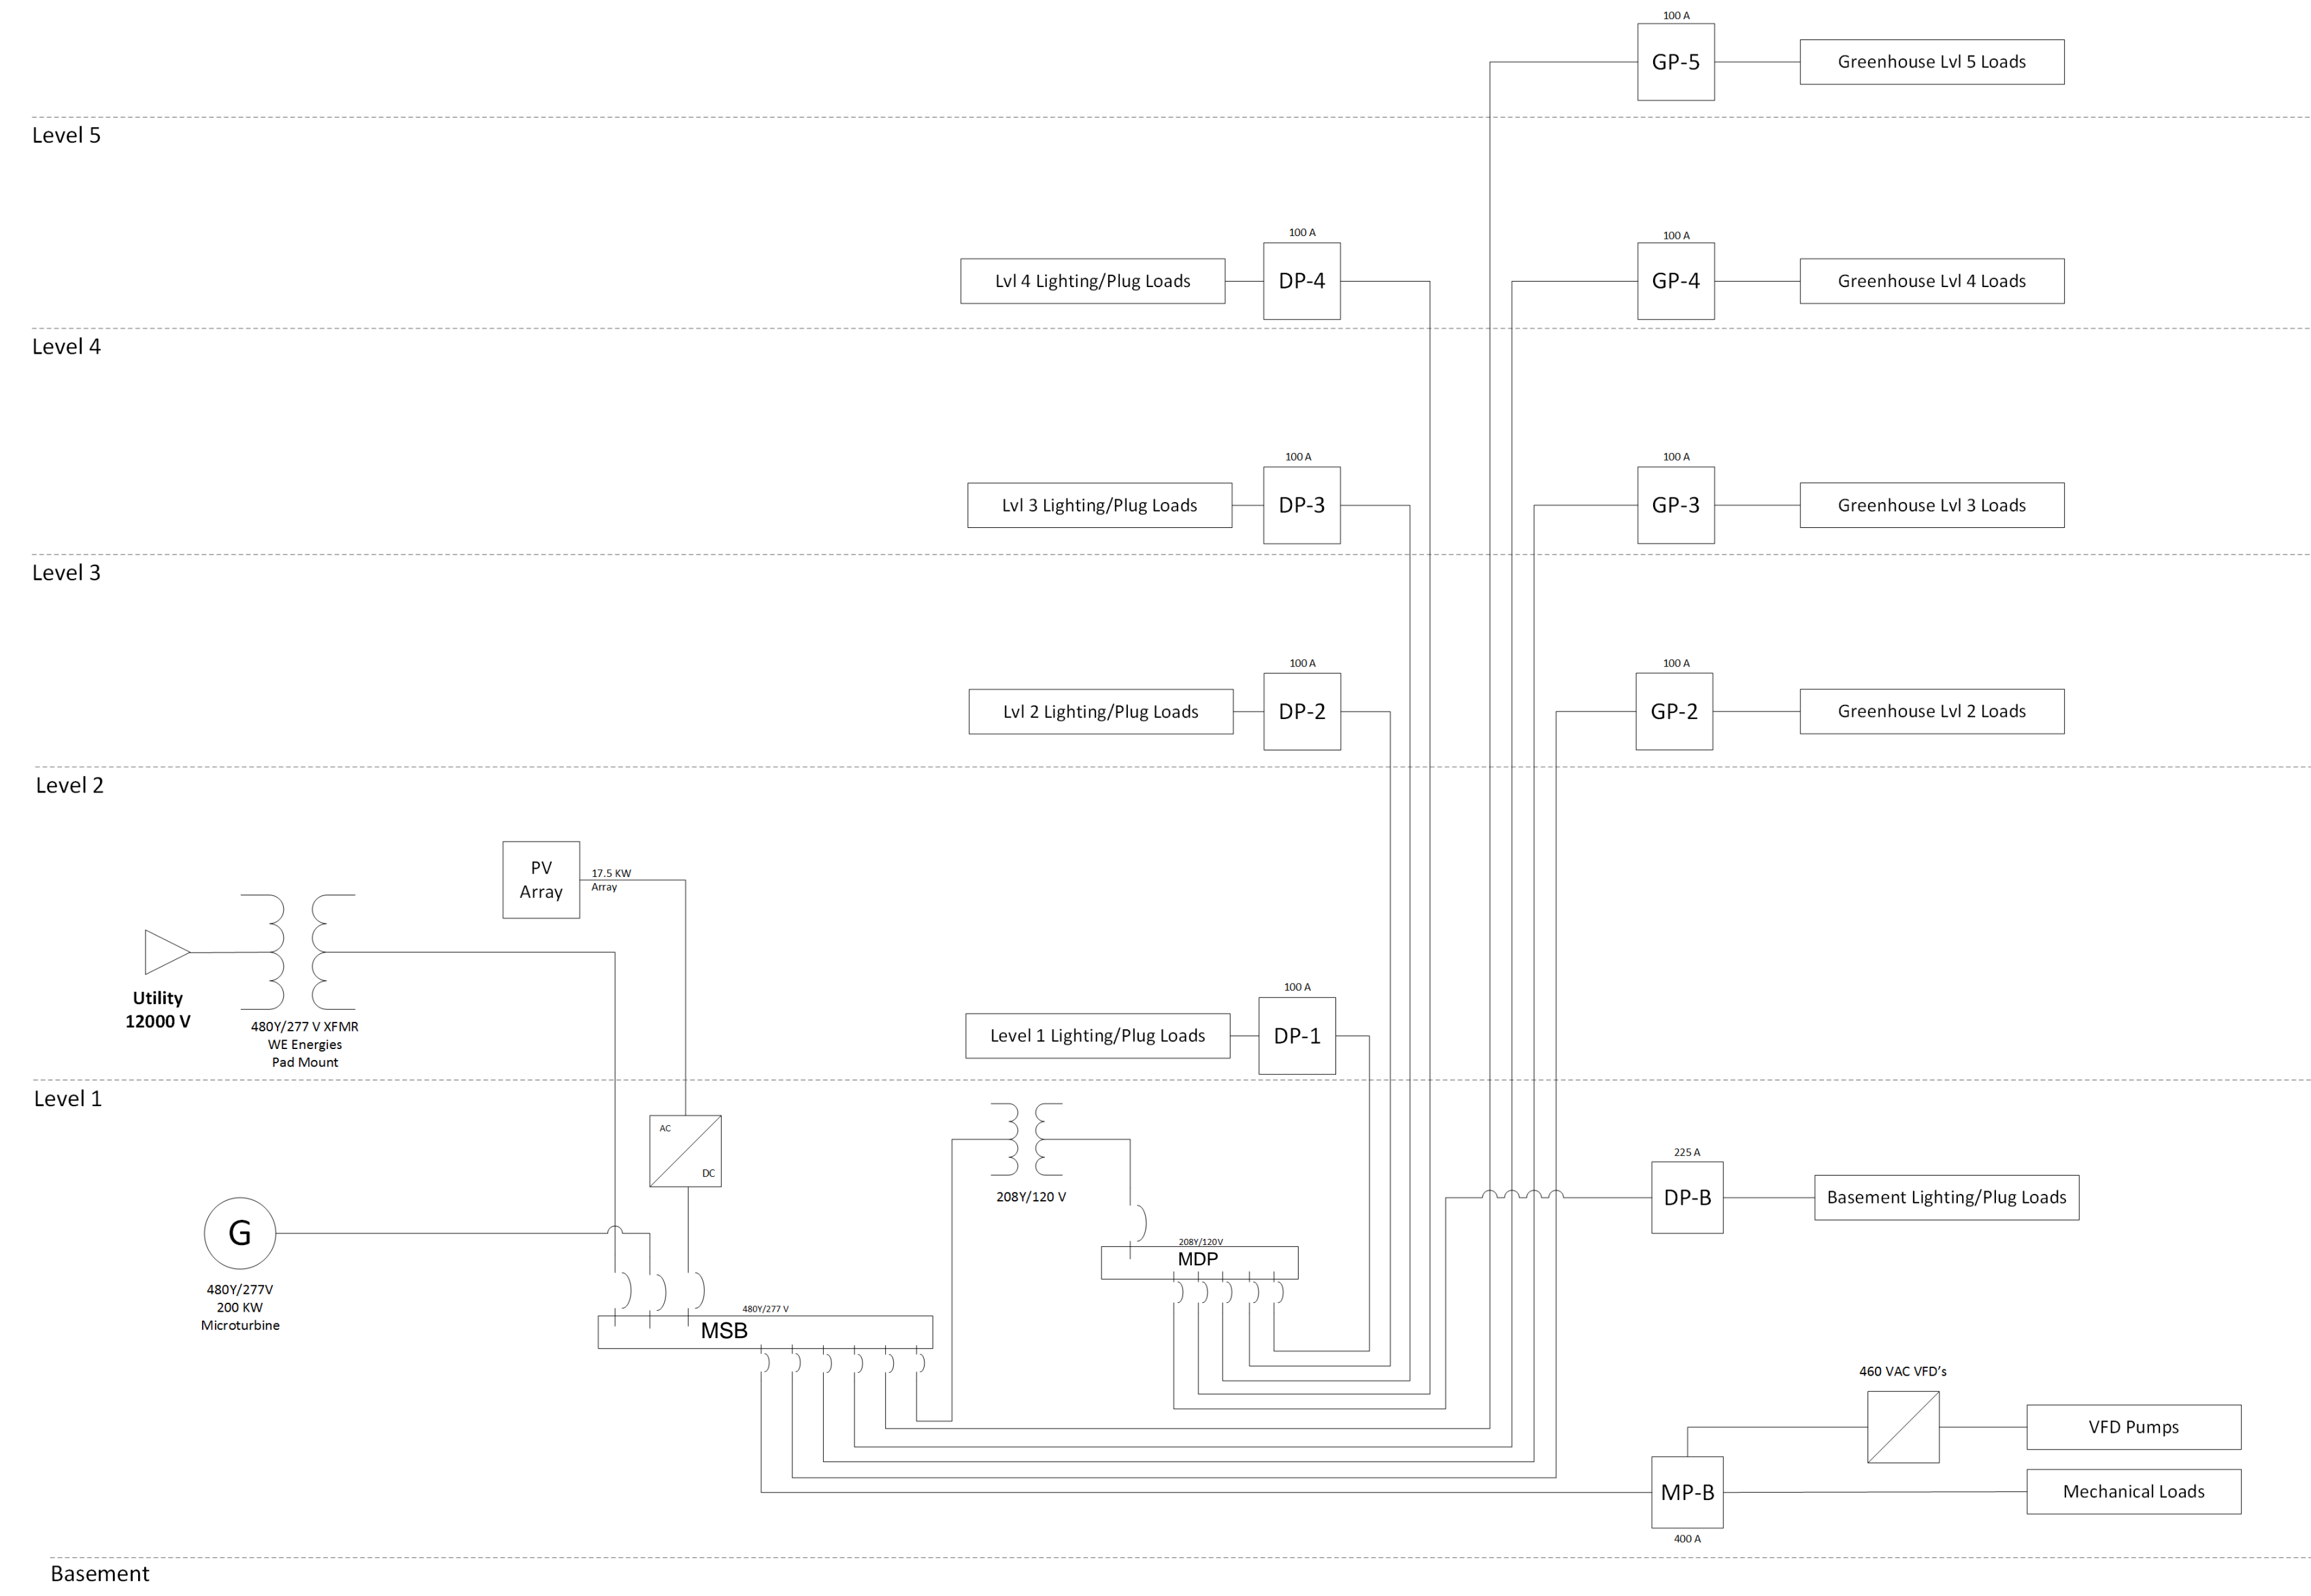 100 A
GP-5
Greenhouse Lvl 5 Loads
Level 5
100 A
DP-4
Lvl 4 Lighting/Plug Loads
100 A
GP-4
Greenhouse Lvl 4 Loads
Level 4
100 A
DP-3
Lvl 3 Lighting/Plug Loads
100 A
GP-3
Greenhouse Lvl 3 Loads
Level 3
100 A
DP-2
Lvl 2 Lighting/Plug Loads
100 A
GP-2
Greenhouse Lvl 2 Loads
Level 2
PV
Array
17.5 KW
Array
Utility
12000 V
480Y/277 V XFMR
WE Energies
Pad Mount
100 A
DP-1
Level 1 Lighting/Plug Loads
Level 1
AC
DC
208Y/120 V
225 A
DP-B
Basement Lighting/Plug Loads
G
480Y/277V
200 KW
Microturbine
208Y/120V
MDP
480Y/277 V
MSB
460 VAC VFD's
VFD Pumps
MP-B
Mechanical Loads
400 A
Basement